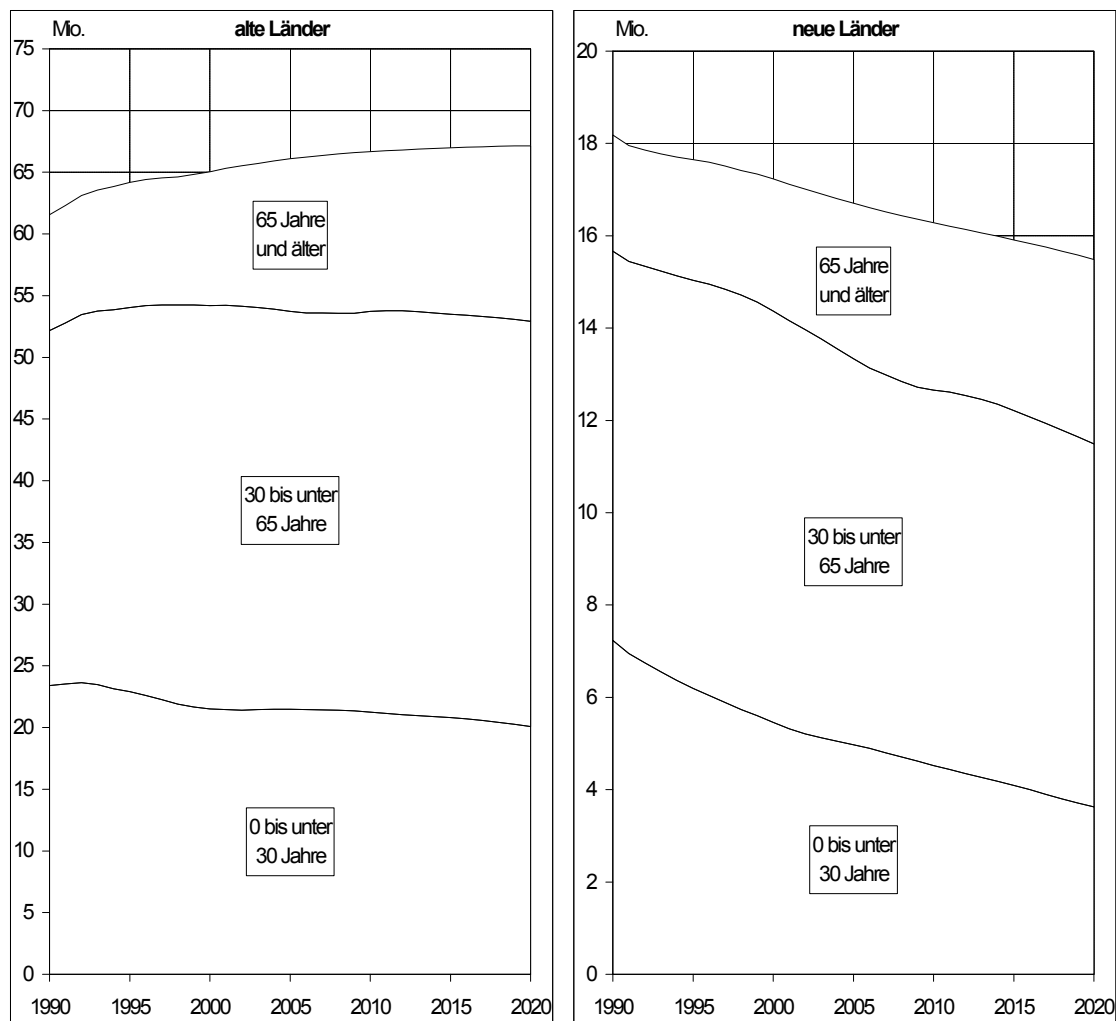 Mio.
alte Länder
75
70
65
60
55
50
45
40
35
30
25
20
15
10
5
0
65 Jahre
und älter
30 bis unter
65 Jahre
0 bis unter
30 Jahre
1990 1995 2000 2005 2010 2015 2020
Mio.
neue Länder
20
18
16
14
12
10
8
6
4
2
0
65 Jahre
und älter
30 bis unter
65 Jahre
0 bis unter
30 Jahre
1990 1995 2000 2005 2010 2015 2020